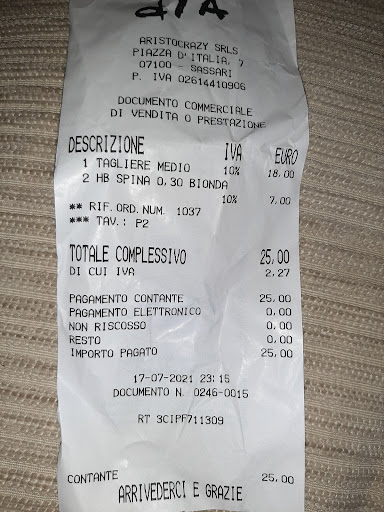 ARISTOCRAZY SRLS
PIAZZA D'ITALIA, 7
07100 - SASSARI
P. IVA 02614410906
DOCUMENTO COMMERCIALE
DI VENDITA O PRESTAZIONE
DESCRIZIONE IVA EURO
1 TAGLIERE MEDIO 10% 18,00
2 HB SPINA 0,30 BIONDA
10% 7,00
** RIF.ORD.NUM. 1037
*** TAV.: P2
TOTALE COMPLESSIVO 25,00
DI CUI IVA 2,27
PAGAMENTO CONTANTE 25,00
PAGAMENTO ELETTRONICO 0,00
NON RISCOSSO 0,00
RESTO 0,00
IMPORTO PAGATO 25,00
17-07-2021 23:15
DOCUMENTO N. 0246-0015
RT 3CIPF711309
CONTANTE 25,00
ARRIVEDERCI E GRAZIE